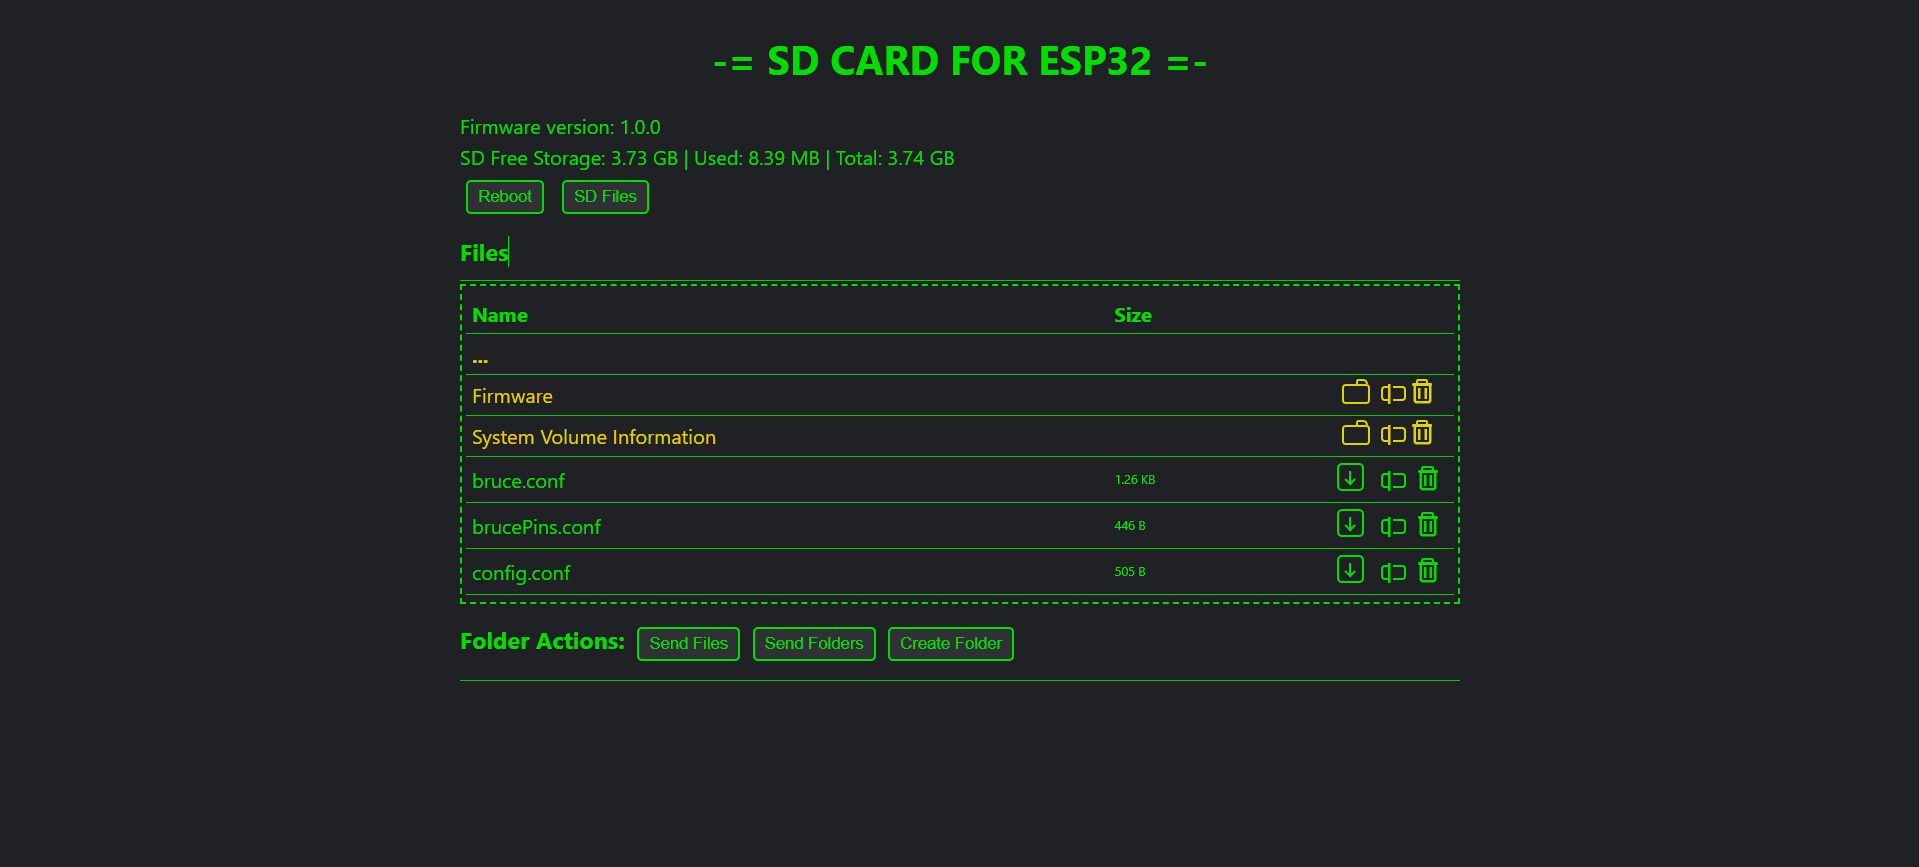 -= SD CARD FOR ESP32 =-
Firmware version: 1.0.0
SD Free Storage: 3.73 GB | Used: 8.39 MB | Total: 3.74 GB
Reboot SD Files
Files
Name Size
...
Firmware
System Volume Information
bruce.conf 1.26 KB
brucePins.conf 446 B
config.conf 505 B
Folder Actions: Send Files Send Folders Create Folder